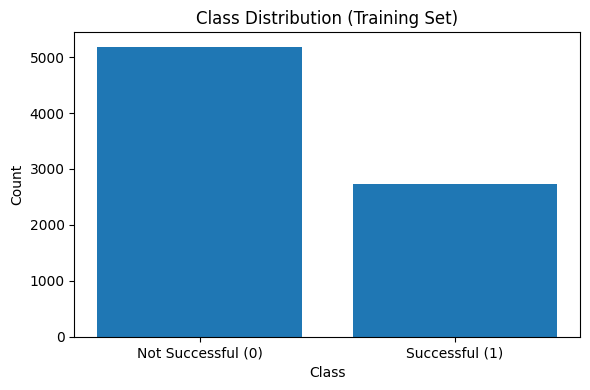 Class Distribution (Training Set)
Count
5000
4000
3000
2000
1000
0
Not Successful (0) Successful (1)
Class